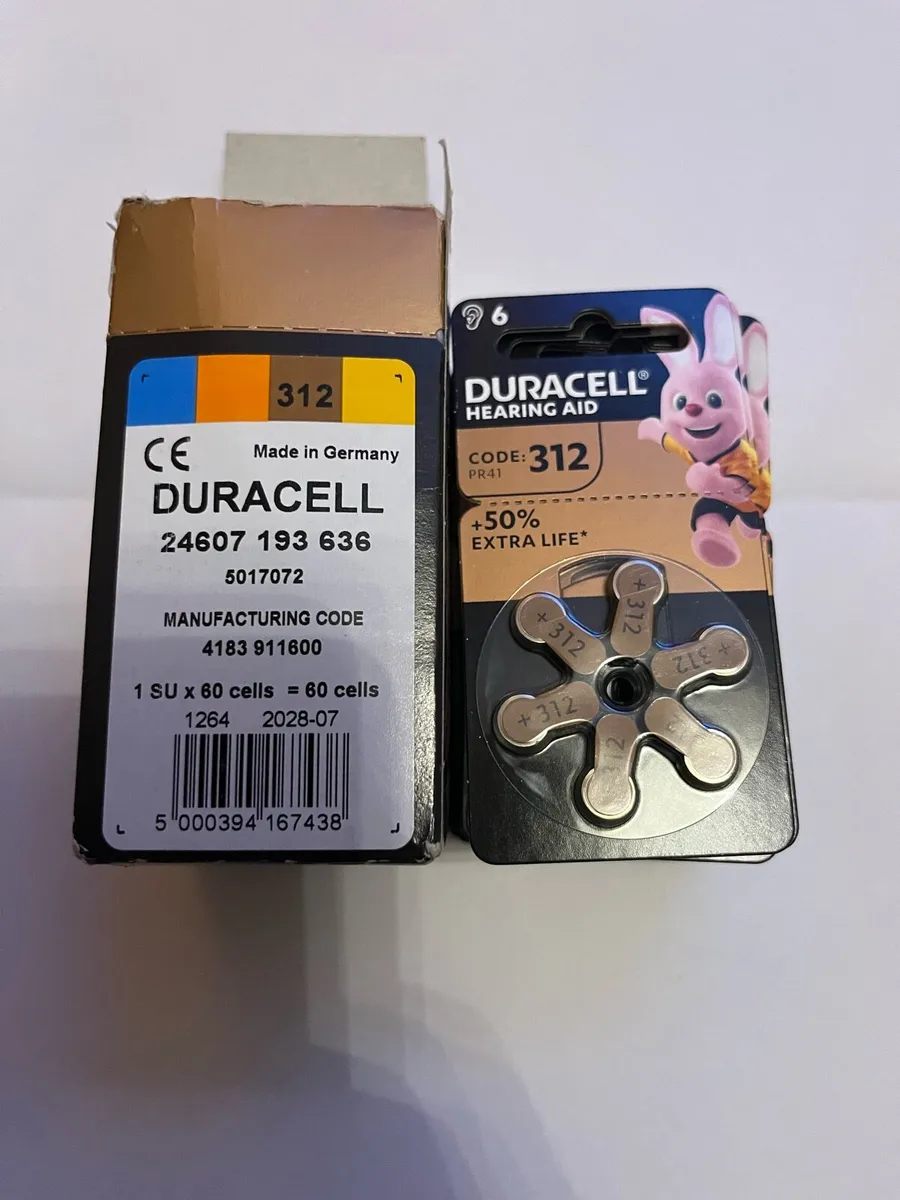 312
CE
Made in Germany
DURACELL
24607 193 636
5017072
MANUFACTURING CODE
4183 911600
1 SU x 60 cells = 60 cells
1264 2028-07
5 000394 167438
6
DURACELL®
HEARING AID
CODE: 312
PR41
+50%
EXTRA LIFE*
+ 312
+ 312
+ 312
+ 312
312